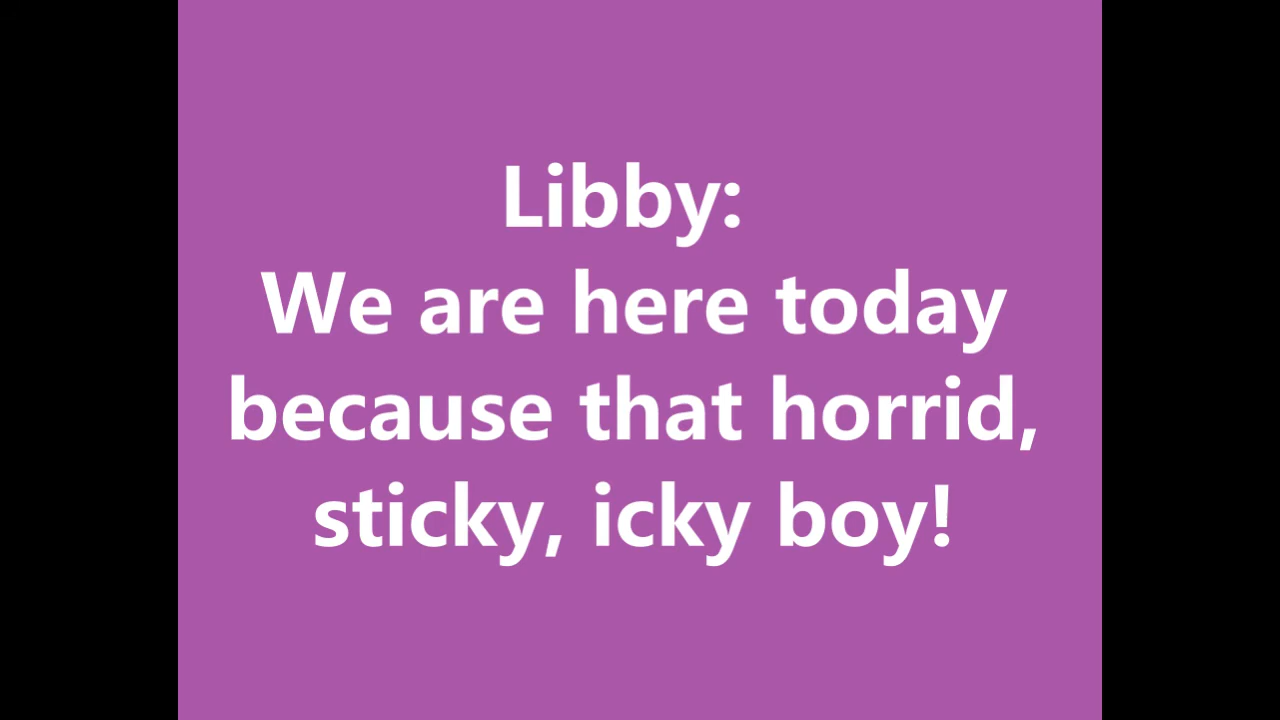 Libby:
We are here today
because that horrid,
sticky, icky boy!